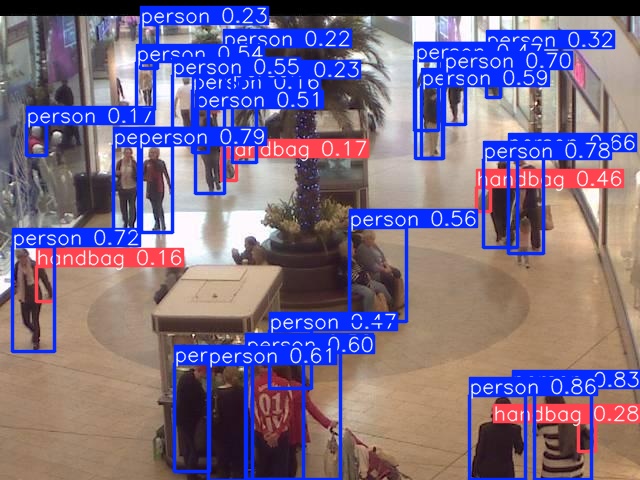 person 0.23
person 0.22
0.54
person 0.55
0.23
person 0.16
person 0.51
person 0.32
0.47
person 0.70
person 0.59
person 0.17
person 0.79
handbag 0.17
0.66
person 0.78
handbag 0.46
person 0.56
person 0.72
handbag 0.16
person 0.47
person 0.60
person 0.61
0.83
person 0.86
handbag 0.28
01